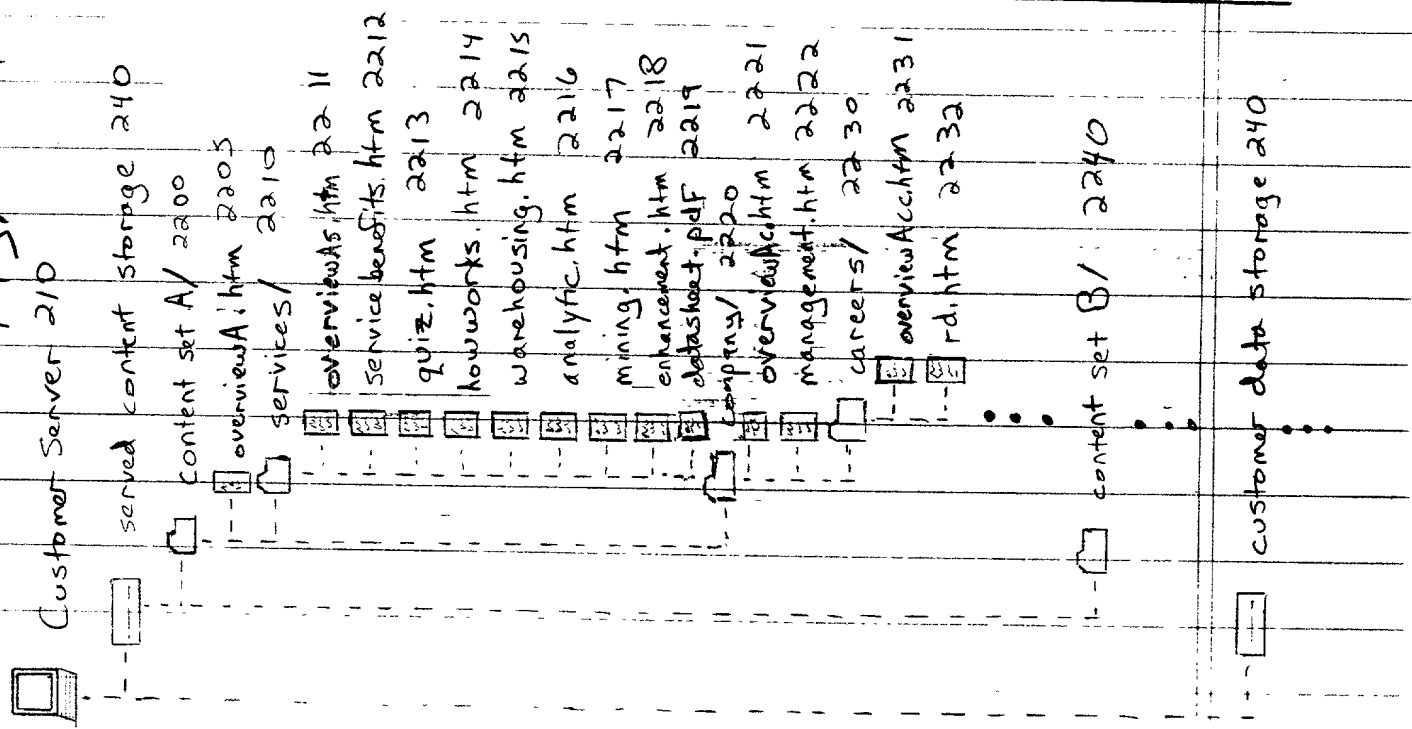 Customer Server 210
served content storage 240
content set A/ 2200
overviewA.htm 2205
services/ 2210
overviewAs.htm 2211
servicebenefits.htm 2212
quiz.htm 2213
howworks.htm 2214
warehousing.htm 2215
analytic.htm 2216
mining.htm 2217
enhancement.htm 2218
datasheet.pdf 2219
company/ 2220
overviewAc.htm 2221
management.htm 2222
careers/ 2230
overviewAcc.htm 2231
rd.htm 2232
content set B/ 2240
customer data storage 240